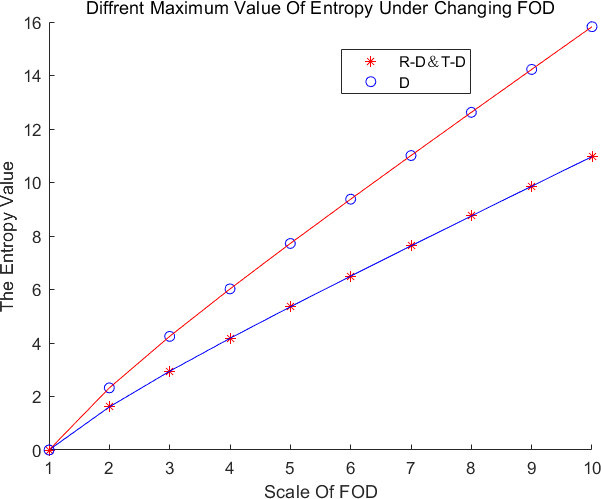 Diffrent Maximum Value Of Entropy Under Changing FOD
16
14
12
10
8
6
4
2
0
The Entropy Value
R-D&T-D
D
1 2 3 4 5 6 7 8 9 10
Scale Of FOD